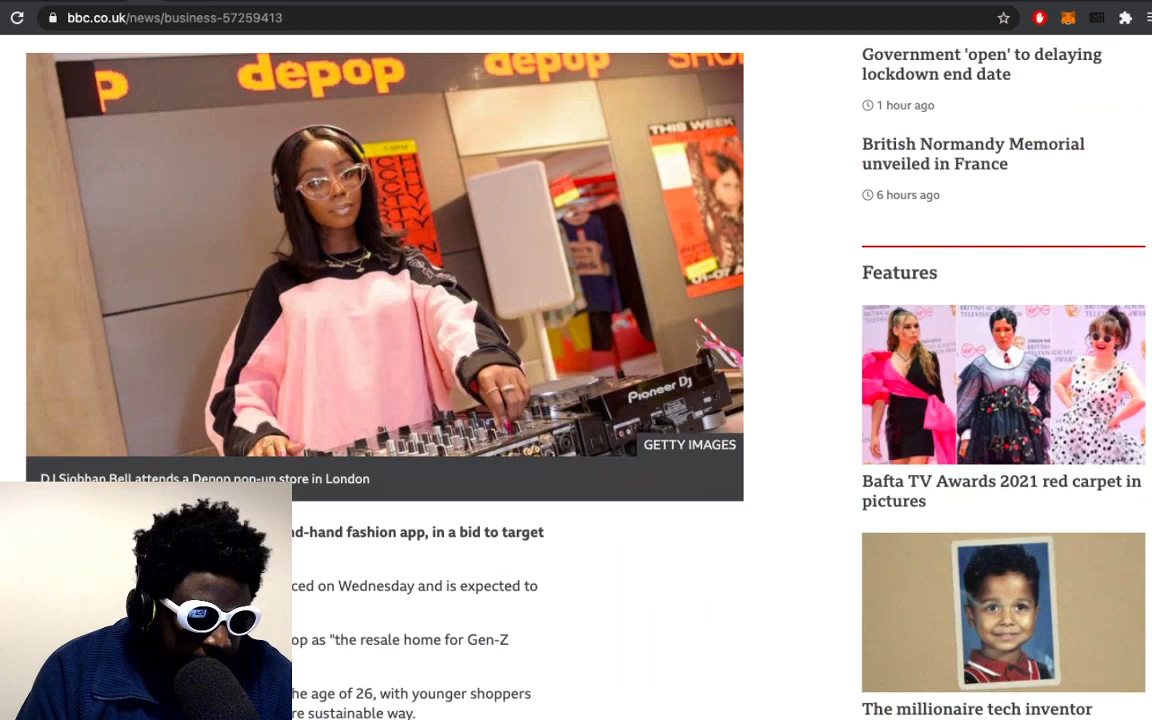 bbc.co.uk/news/business-57259413
depop
depop
SHO
THIS WEEK
Pioneer DJ
GETTY IMAGES
DJ Siobhan Bell attends a Depop pop-up store in London
nd-hand fashion app, in a bid to target
ced on Wednesday and is expected to
op as "the resale home for Gen-Z
he age of 26, with younger shoppers
re sustainable way.
Government 'open' to delaying
lockdown end date
1 hour ago
British Normandy Memorial
unveiled in France
6 hours ago
Features
Bafta TV Awards 2021 red carpet in
pictures
The millionaire tech inventor